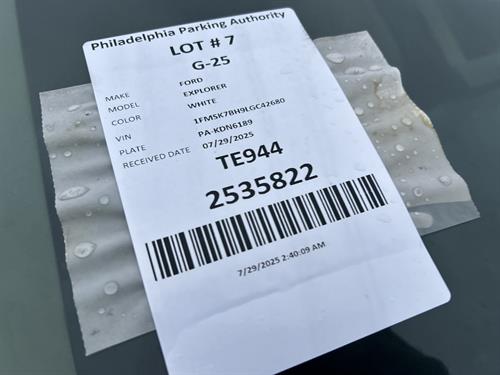 Philadelphia Parking Authority
LOT # 7
G-25
MAKE FORD
MODEL EXPLORER
COLOR WHITE
VIN 1FMSK7BH9LGC42680
PLATE PA-KDN6189
RECEIVED DATE 07/29/2025
TE944
2535822
7/29/2025 2:40:09 AM